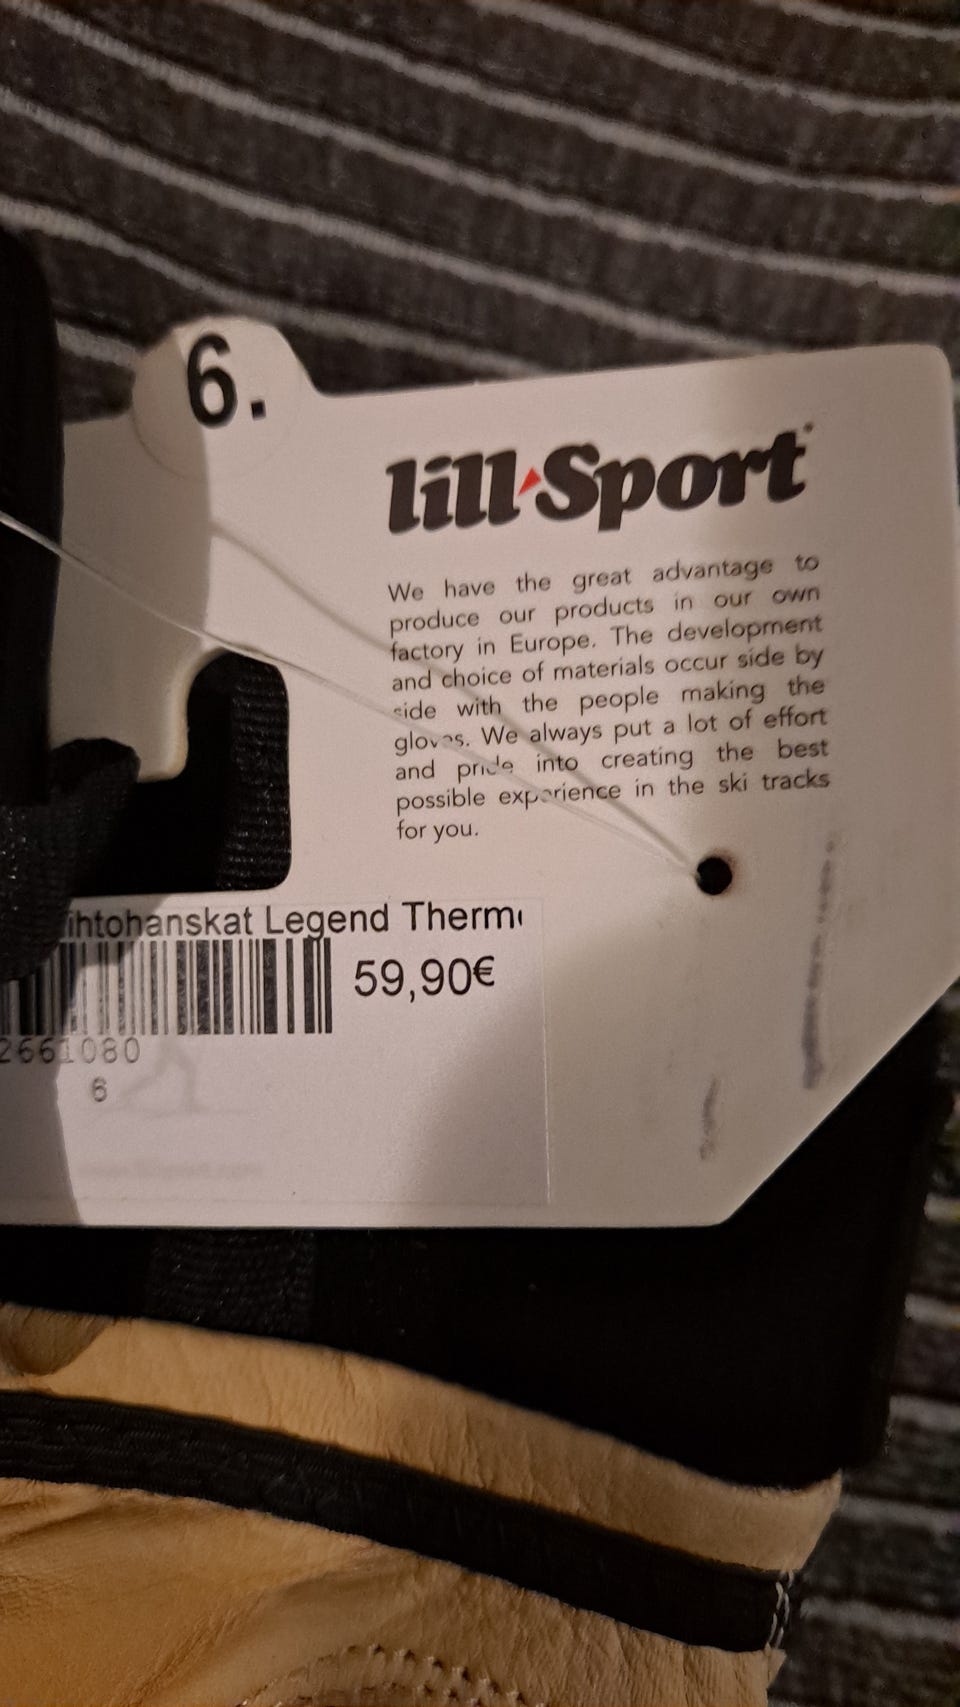 6.
lill·Sport
We have the great advantage to
produce our products in our own
factory in Europe. The development
and choice of materials occur side by
side with the people making the
gloves. We always put a lot of effort
and pride into creating the best
possible experience in the ski tracks
for you.
ihtohanskat Legend Therm
59,90€
2661080
6